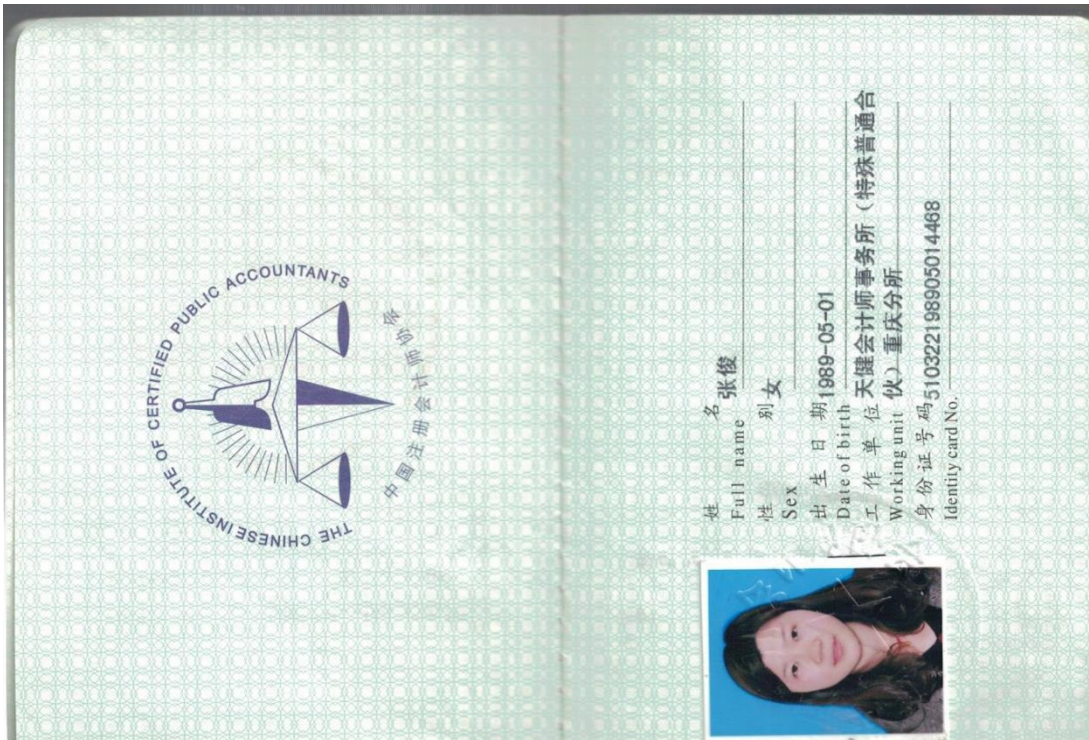 THE CHINESE INSTITUTE OF CERTIFIED PUBLIC ACCOUNTANTS
中国注册会计师协会
姓 名 张俊
Full name
性 别 女
Sex
出 生 日 期 1989-05-01
Date of birth
工 作 单 位 天健会计师事务所（特殊普通合
Working unit 伙）重庆分所
身 份 证 号 码 510322198905014468
Identity card No.